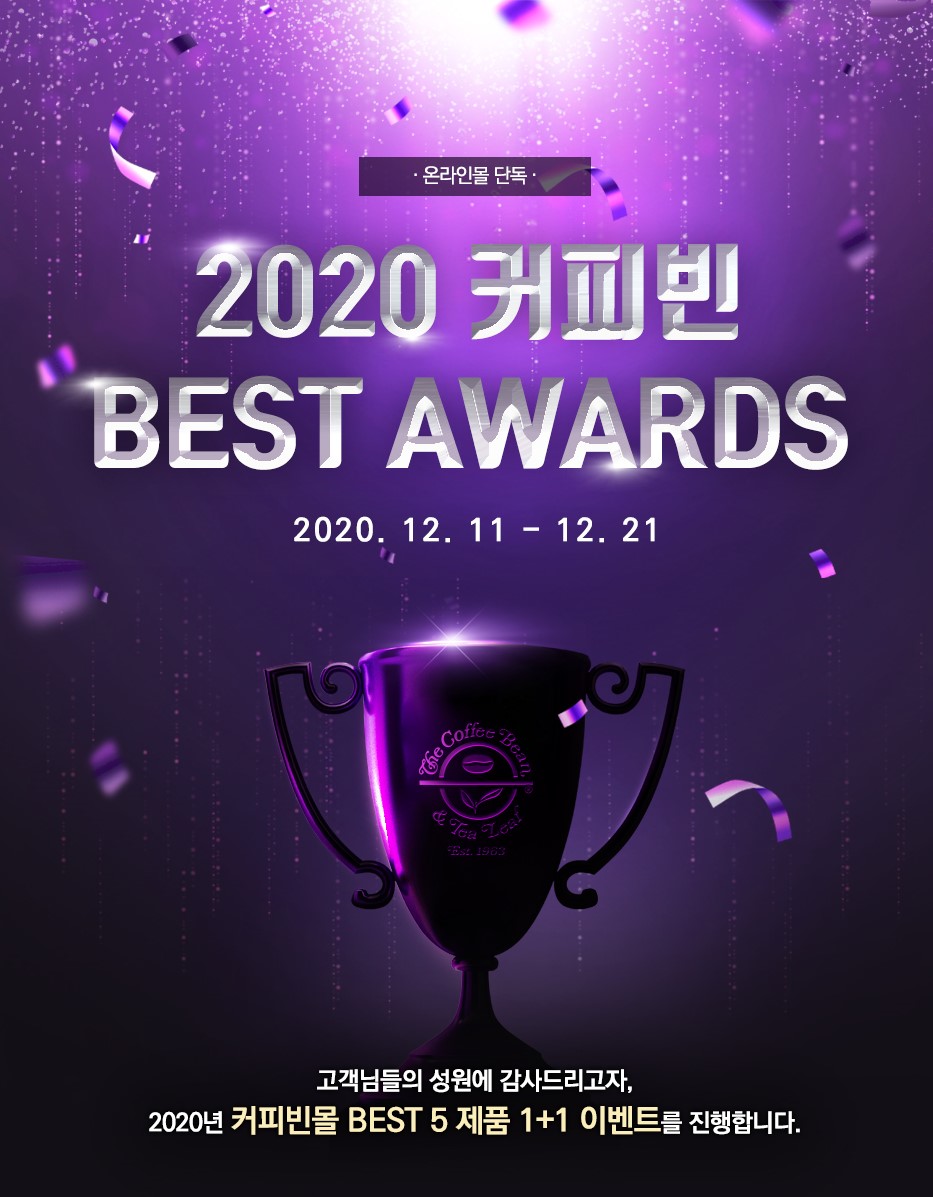 · 온라인몰 단독 ·
2020 커피빈
BEST AWARDS
2020. 12. 11 - 12. 21
The Coffee Bean
& Tea Leaf
Est. 1963
고객님들의 성원에 감사드리고자,
2020년 커피빈몰 BEST 5 제품 1+1 이벤트를 진행합니다.